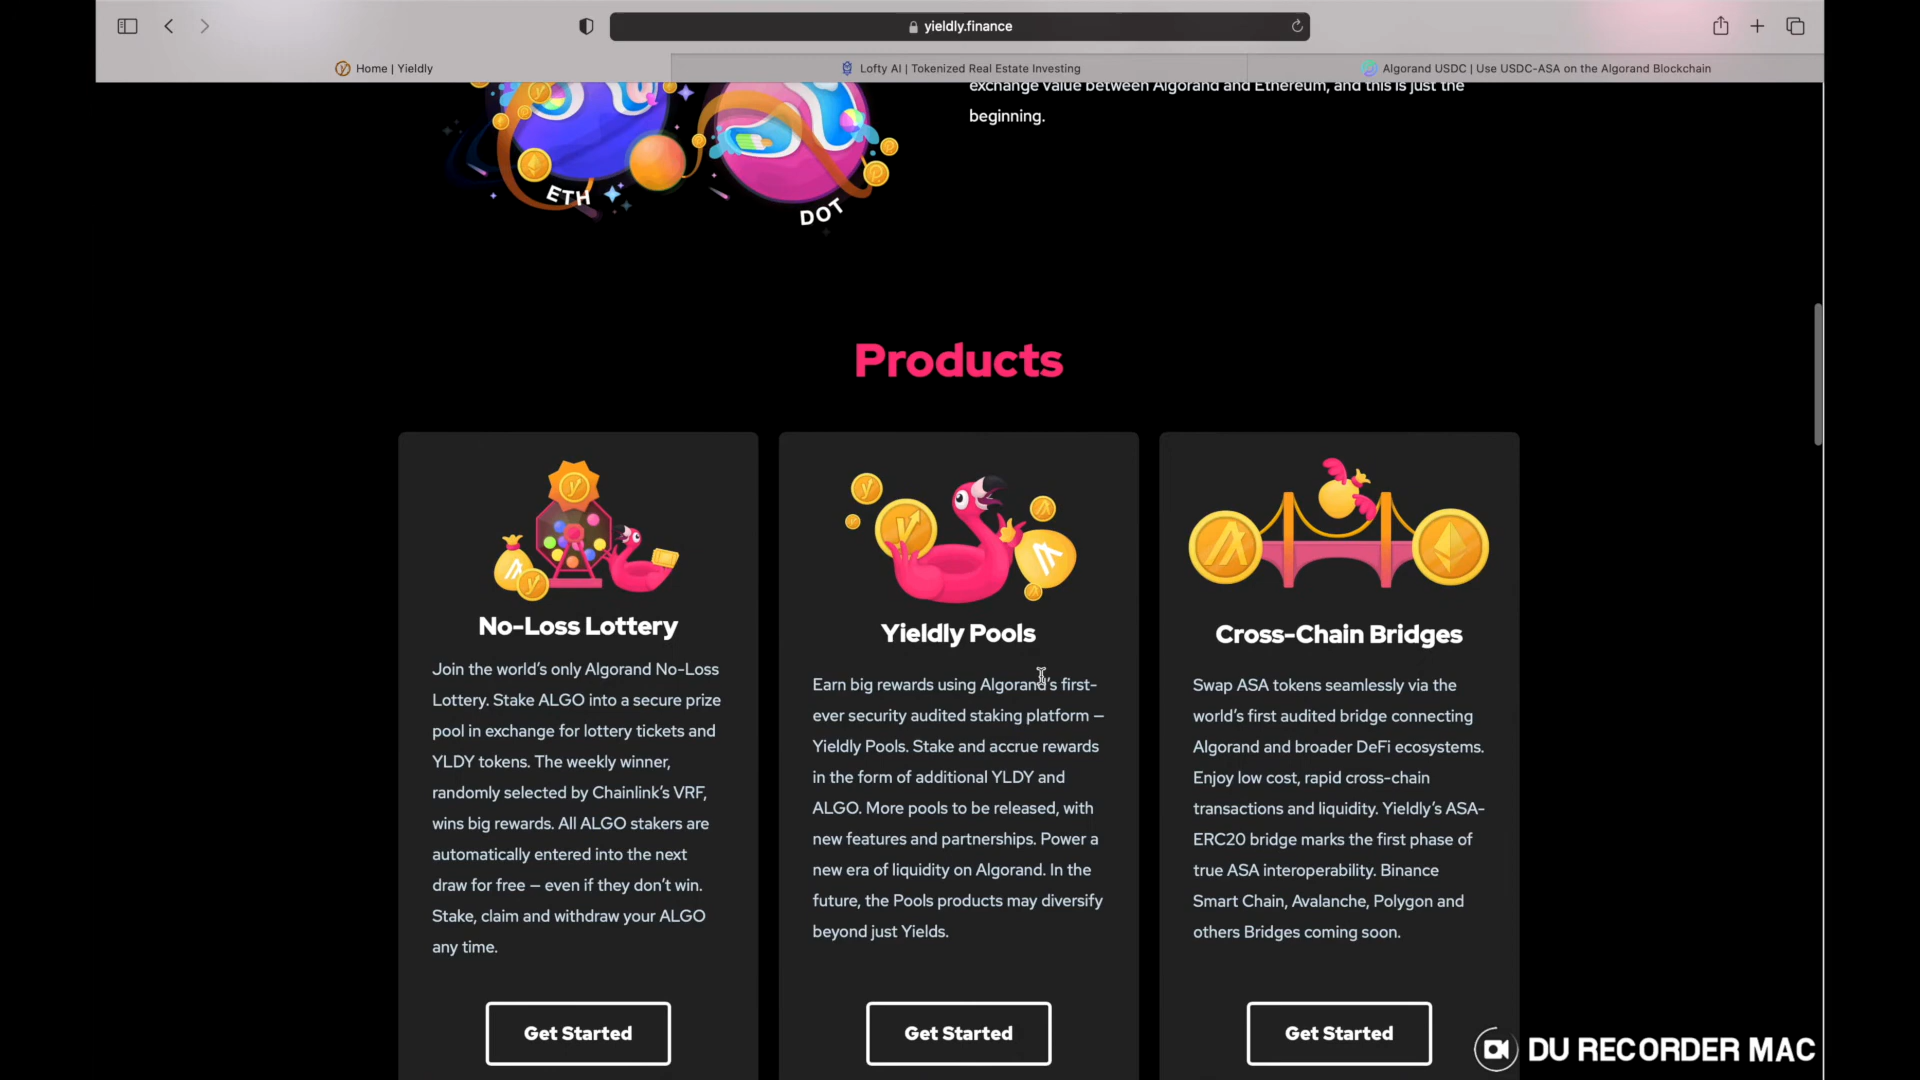 yieldly.finance
Home | Yieldly
Lofty AI | Tokenized Real Estate Investing
Algorand USDC | Use USDC-ASA on the Algorand Blockchain
exchange value between Algorand and Ethereum, and this is just the
beginning.
ETH
DOT
Products
No-Loss Lottery
Join the world's only Algorand No-Loss
Lottery. Stake ALGO into a secure prize
pool in exchange for lottery tickets and
YLDY tokens. The weekly winner,
randomly selected by Chainlink's VRF,
wins big rewards. All ALGO stakers are
automatically entered into the next
draw for free – even if they don't win.
Stake, claim and withdraw your ALGO
any time.
Get Started
Yieldly Pools
Earn big rewards using Algorand's first-
ever security audited staking platform –
Yieldly Pools. Stake and accrue rewards
in the form of additional YLDY and
ALGO. More pools to be released, with
new features and partnerships. Power a
new era of liquidity on Algorand. In the
future, the Pools products may diversify
beyond just Yields.
Get Started
Cross-Chain Bridges
Swap ASA tokens seamlessly via the
world's first audited bridge connecting
Algorand and broader DeFi ecosystems.
Enjoy low cost, rapid cross-chain
transactions and liquidity. Yieldly's ASA-
ERC20 bridge marks the first phase of
true ASA interoperability. Binance
Smart Chain, Avalanche, Polygon and
others Bridges coming soon.
Get Started
DU RECORDER MAC